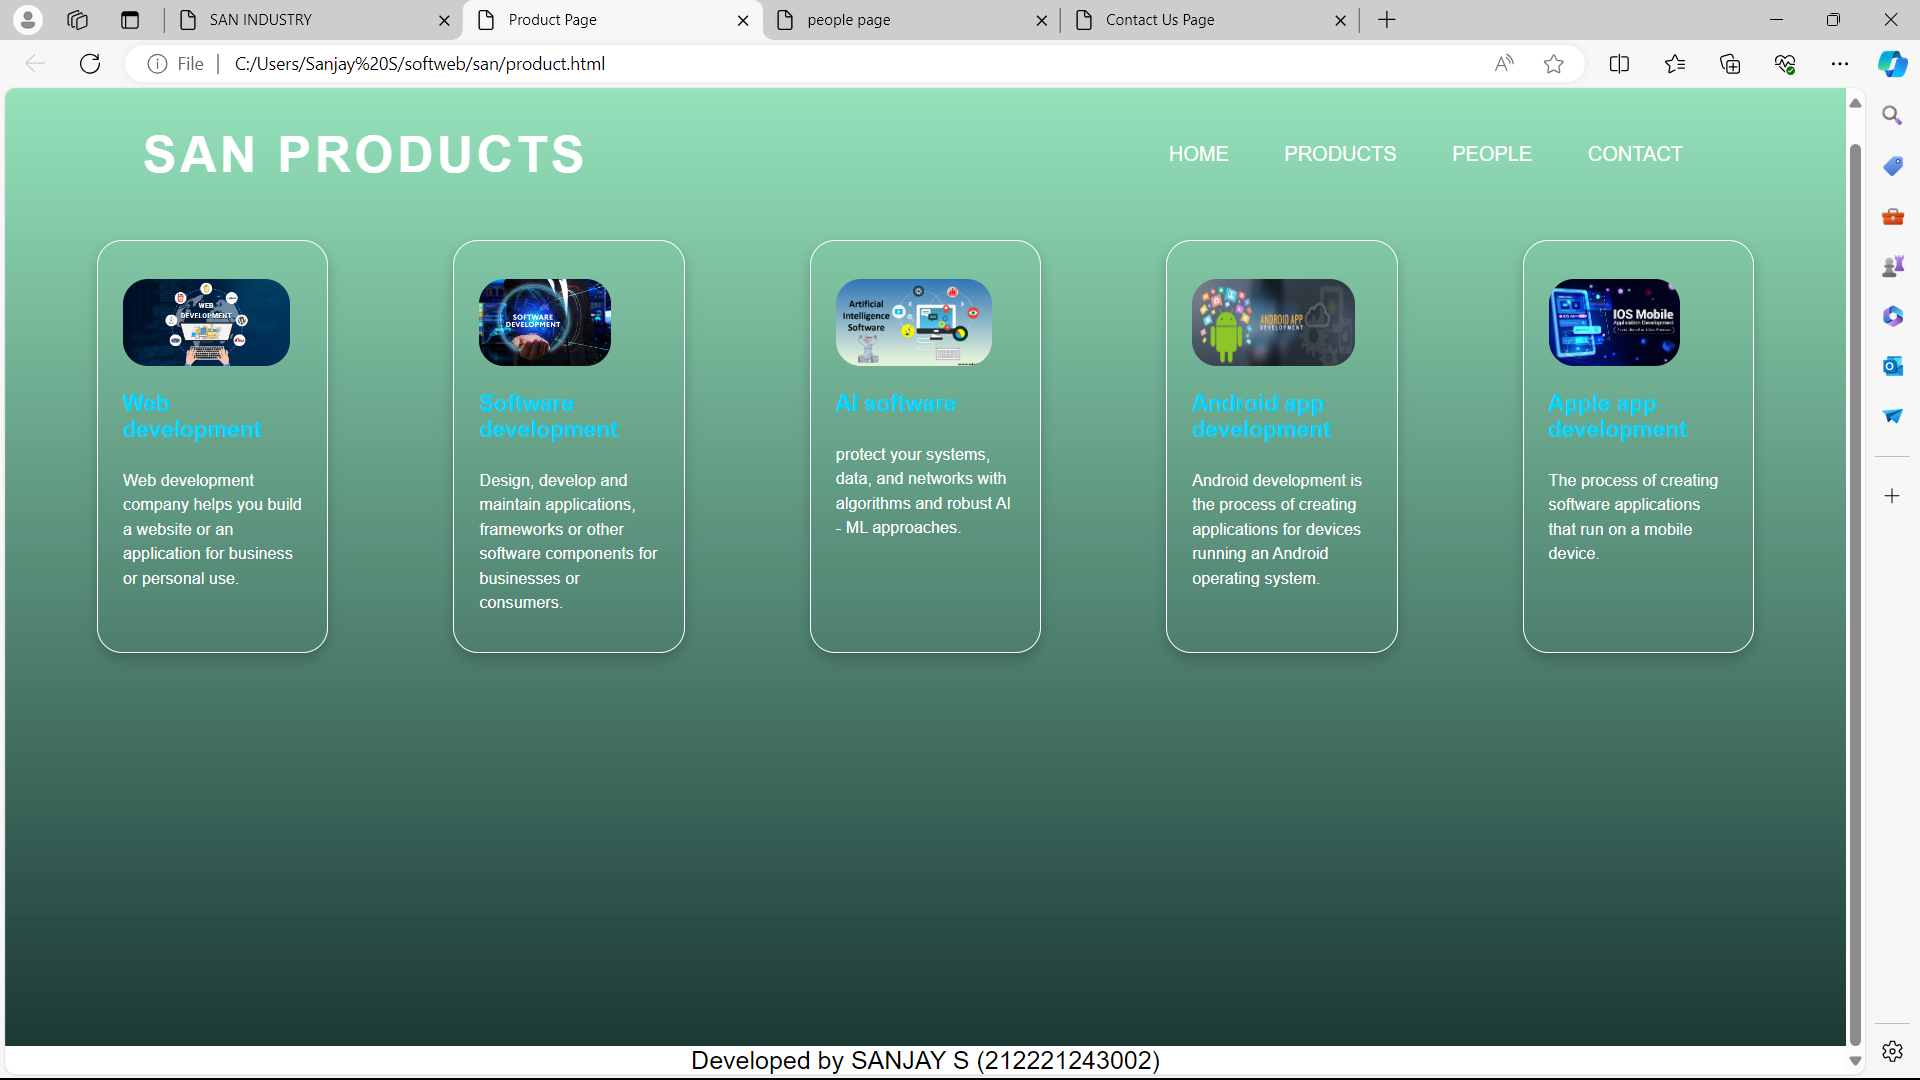 SAN INDUSTRY
Product Page
people page
Contact Us Page
File
C:/Users/Sanjay%20S/softweb/san/product.html
SAN PRODUCTS
HOME
PRODUCTS
PEOPLE
CONTACT
WEB
DEVELOPMENT
Web
development
Web development
company helps you build
a website or an
application for business
or personal use.
SOFTWARE
DEVELOPMENT
Software
development
Design, develop and
maintain applications,
frameworks or other
software components for
businesses or
consumers.
Artificial
Intelligence
Software
AI software
protect your systems,
data, and networks with
algorithms and robust AI
- ML approaches.
ANDROID APP
DEVELOPMENT
Android app
development
Android development is
the process of creating
applications for devices
running an Android
operating system.
IOS Mobile
Application Development
Apple app
development
The process of creating
software applications
that run on a mobile
device.
Developed by SANJAY S (212221243002)